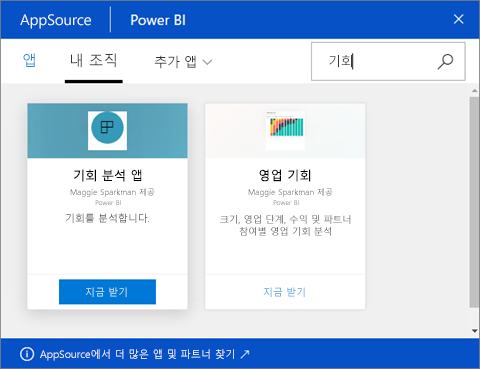 AppSource
Power BI
앱
내 조직
추가 앱
기회
기회 분석 앱
Maggie Sparkman 제공
Power BI
기회를 분석합니다.
지금 받기
영업 기회
Maggie Sparkman 제공
Power BI
크기, 영업 단계, 수익 및 파트너
참여별 영업 기회 분석
지금 받기
AppSource에서 더 많은 앱 및 파트너 찾기